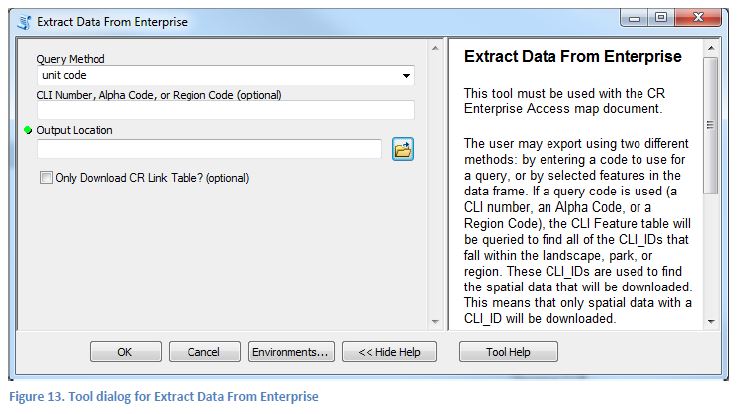 Extract Data From Enterprise
Query Method
unit code
CLI Number, Alpha Code, or Region Code (optional)
Output Location
Only Download CR Link Table? (optional)
Extract Data From Enterprise
This tool must be used with the CR
Enterprise Access map document.
The user may export using two different
methods: by entering a code to use for
a query, or by selected features in the
data frame. If a query code is used (a
CLI number, an Alpha Code, or a
Region Code), the CLI Feature table will
be queried to find all of the CLI_IDs that
fall within the landscape, park, or
region. These CLI_IDs are used to find
the spatial data that will be downloaded.
This means that only spatial data with a
CLI_ID will be downloaded.
OK
Cancel
Environments...
<< Hide Help
Tool Help
Figure 13. Tool dialog for Extract Data From Enterprise